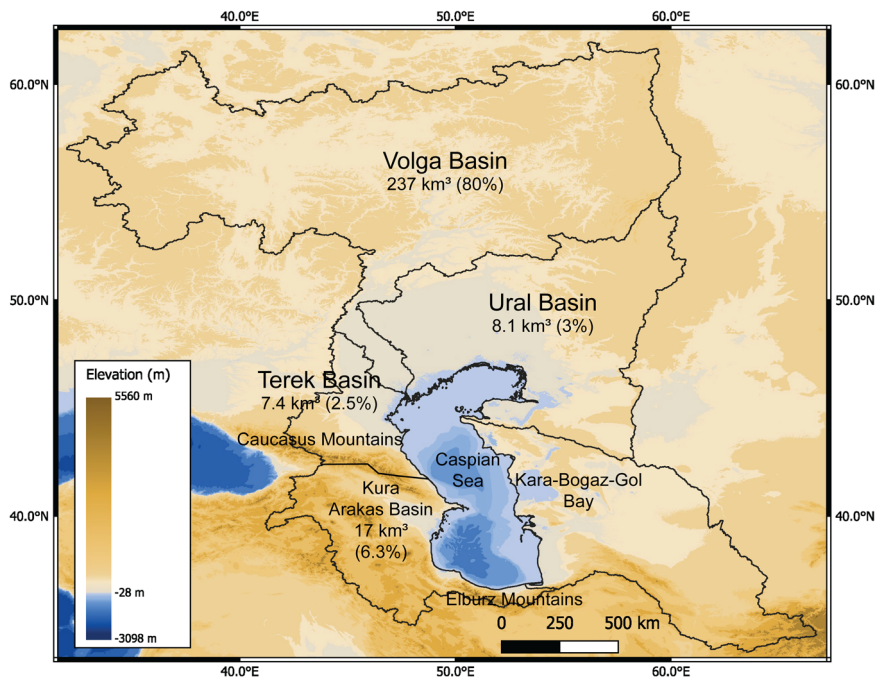 40.0°E
50.0°E
60.0°E
60.0°N
60.0°N
Volga Basin
237 km³ (80%)
50.0°N
50.0°N
Ural Basin
8.1 km³ (3%)
Elevation (m)
5560 m
-28 m
-3098 m
Terek Basin
7.4 km³ (2.5%)
Caucasus Mountains
Caspian
Sea
Kara-Bogaz-Gol
Bay
Kura
Arakas Basin
17 km³
(6.3%)
40.0°N
40.0°N
Elburz Mountains
0 250 500 km
40.0°E
50.0°E
60.0°E